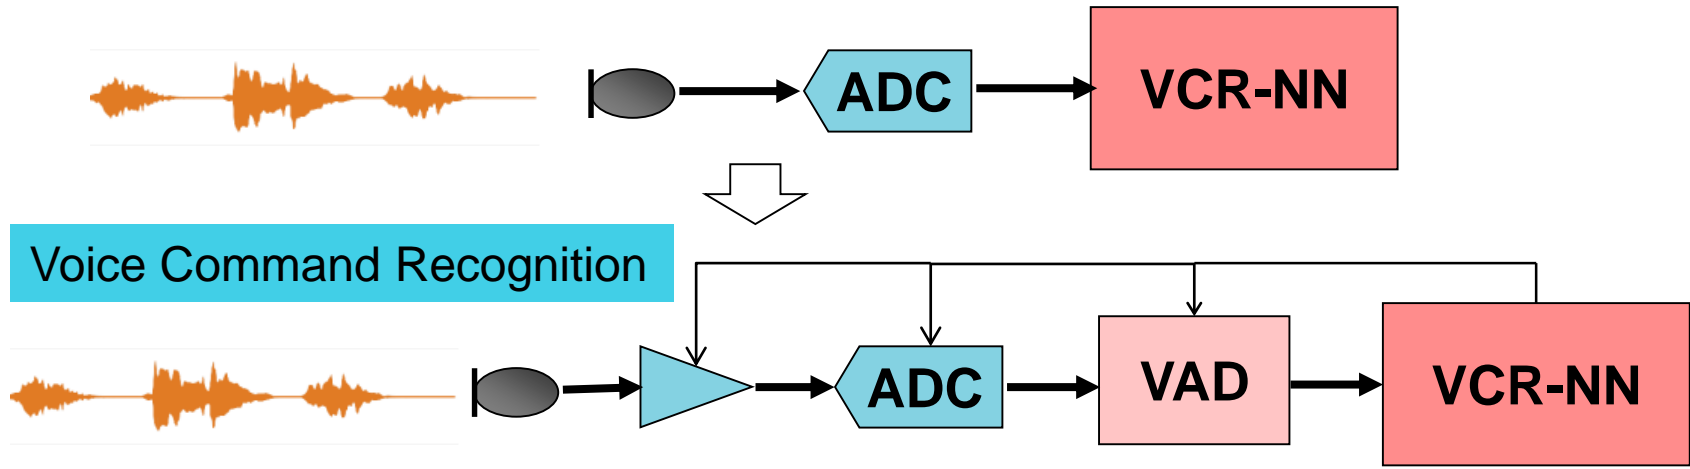 ADC
VCR-NN
Voice Command Recognition
ADC
VAD
VCR-NN